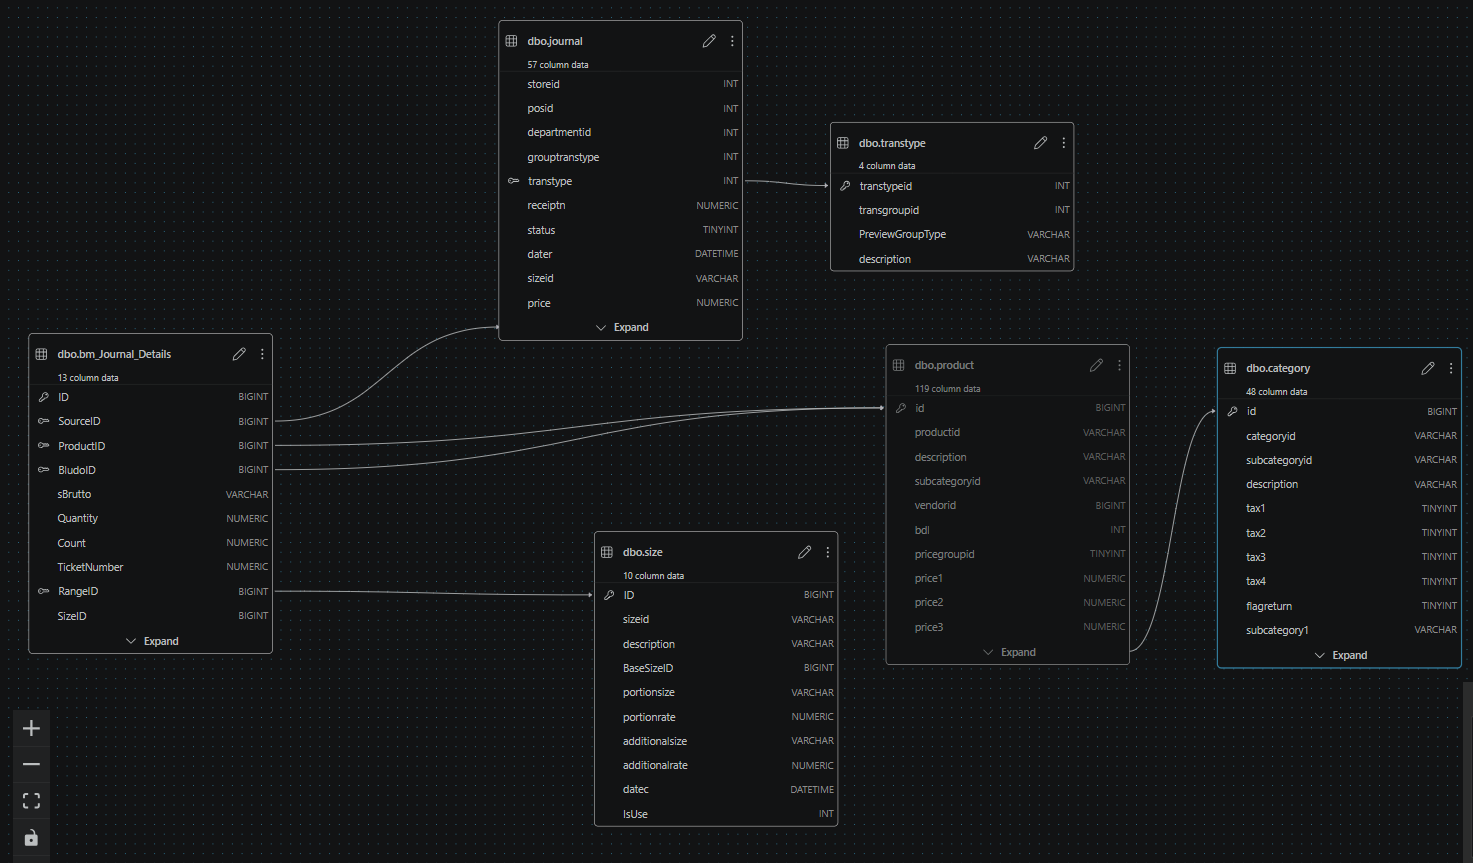 dbo.journal
57 column data
storeid INT
posid INT
departmentid INT
grouptranstype INT
transtype INT
receiptn NUMERIC
status TINYINT
dater DATETIME
sizeid VARCHAR
price NUMERIC
Expand
dbo.transtype
4 column data
transtypeid INT
transgroupid INT
PreviewGroupType VARCHAR
description VARCHAR
dbo.bm_Journal_Details
13 column data
ID BIGINT
SourceID BIGINT
ProductID BIGINT
BludoID BIGINT
sBrutto VARCHAR
Quantity NUMERIC
Count NUMERIC
TicketNumber NUMERIC
RangeID BIGINT
SizeID BIGINT
Expand
dbo.product
119 column data
id BIGINT
productid VARCHAR
description VARCHAR
subcategoryid VARCHAR
vendorid BIGINT
bdl INT
pricegroupid TINYINT
price1 NUMERIC
price2 NUMERIC
price3 NUMERIC
Expand
dbo.category
48 column data
id BIGINT
categoryid VARCHAR
subcategoryid VARCHAR
description VARCHAR
tax1 TINYINT
tax2 TINYINT
tax3 TINYINT
tax4 TINYINT
flagreturn TINYINT
subcategory1 VARCHAR
Expand
dbo.size
10 column data
ID BIGINT
sizeid VARCHAR
description VARCHAR
BaseSizeID BIGINT
portionsize VARCHAR
portionrate NUMERIC
additionalsize VARCHAR
additionalrate NUMERIC
datec DATETIME
IsUse INT